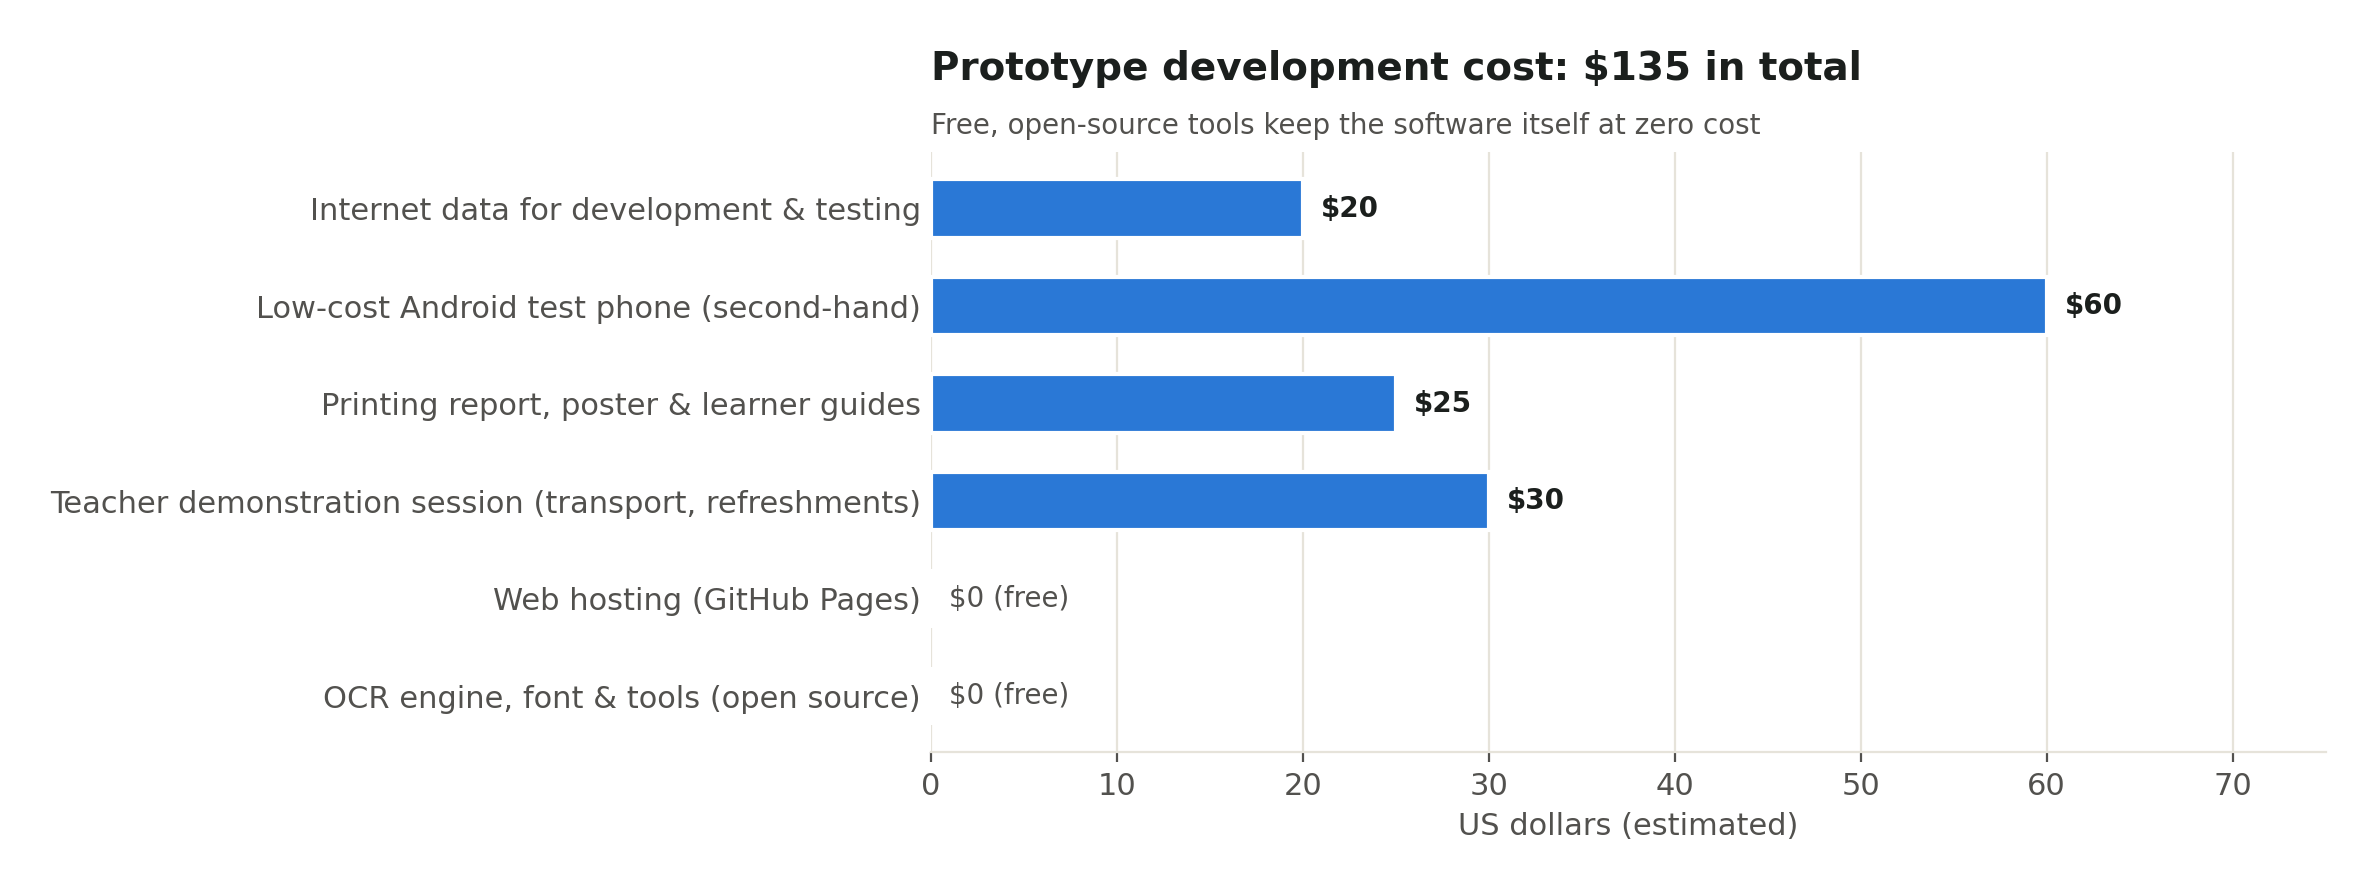 Prototype development cost: $135 in total
Free, open-source tools keep the software itself at zero cost
Internet data for development & testing $20
Low-cost Android test phone (second-hand) $60
Printing report, poster & learner guides $25
Teacher demonstration session (transport, refreshments) $30
Web hosting (GitHub Pages) $0 (free)
OCR engine, font & tools (open source) $0 (free)
0 10 20 30 40 50 60 70
US dollars (estimated)